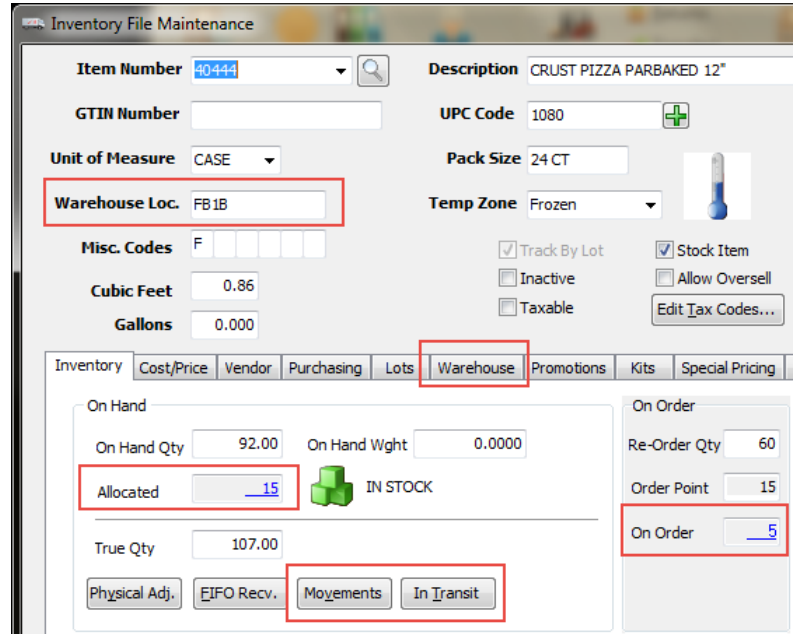 Inventory File Maintenance
Item Number 40444 Description CRUST PIZZA PARBAKED 12"
GTIN Number UPC Code 1080
Unit of Measure CASE Pack Size 24 CT
Warehouse Loc. FB1B Temp Zone Frozen
Misc. Codes F Track By Lot Stock Item
Cubic Feet 0.86 Inactive Allow Oversell
Gallons 0.000 Taxable Edit Tax Codes...
Inventory Cost/Price Vendor Purchasing Lots Warehouse Promotions Kits Special Pricing
On Hand On Order
On Hand Qty 92.00 On Hand Wght 0.0000 Re-Order Qty 60
Allocated 15 IN STOCK Order Point 15
On Order 5
True Qty 107.00
Physical Adj. FIFO Recv. Movements In Transit